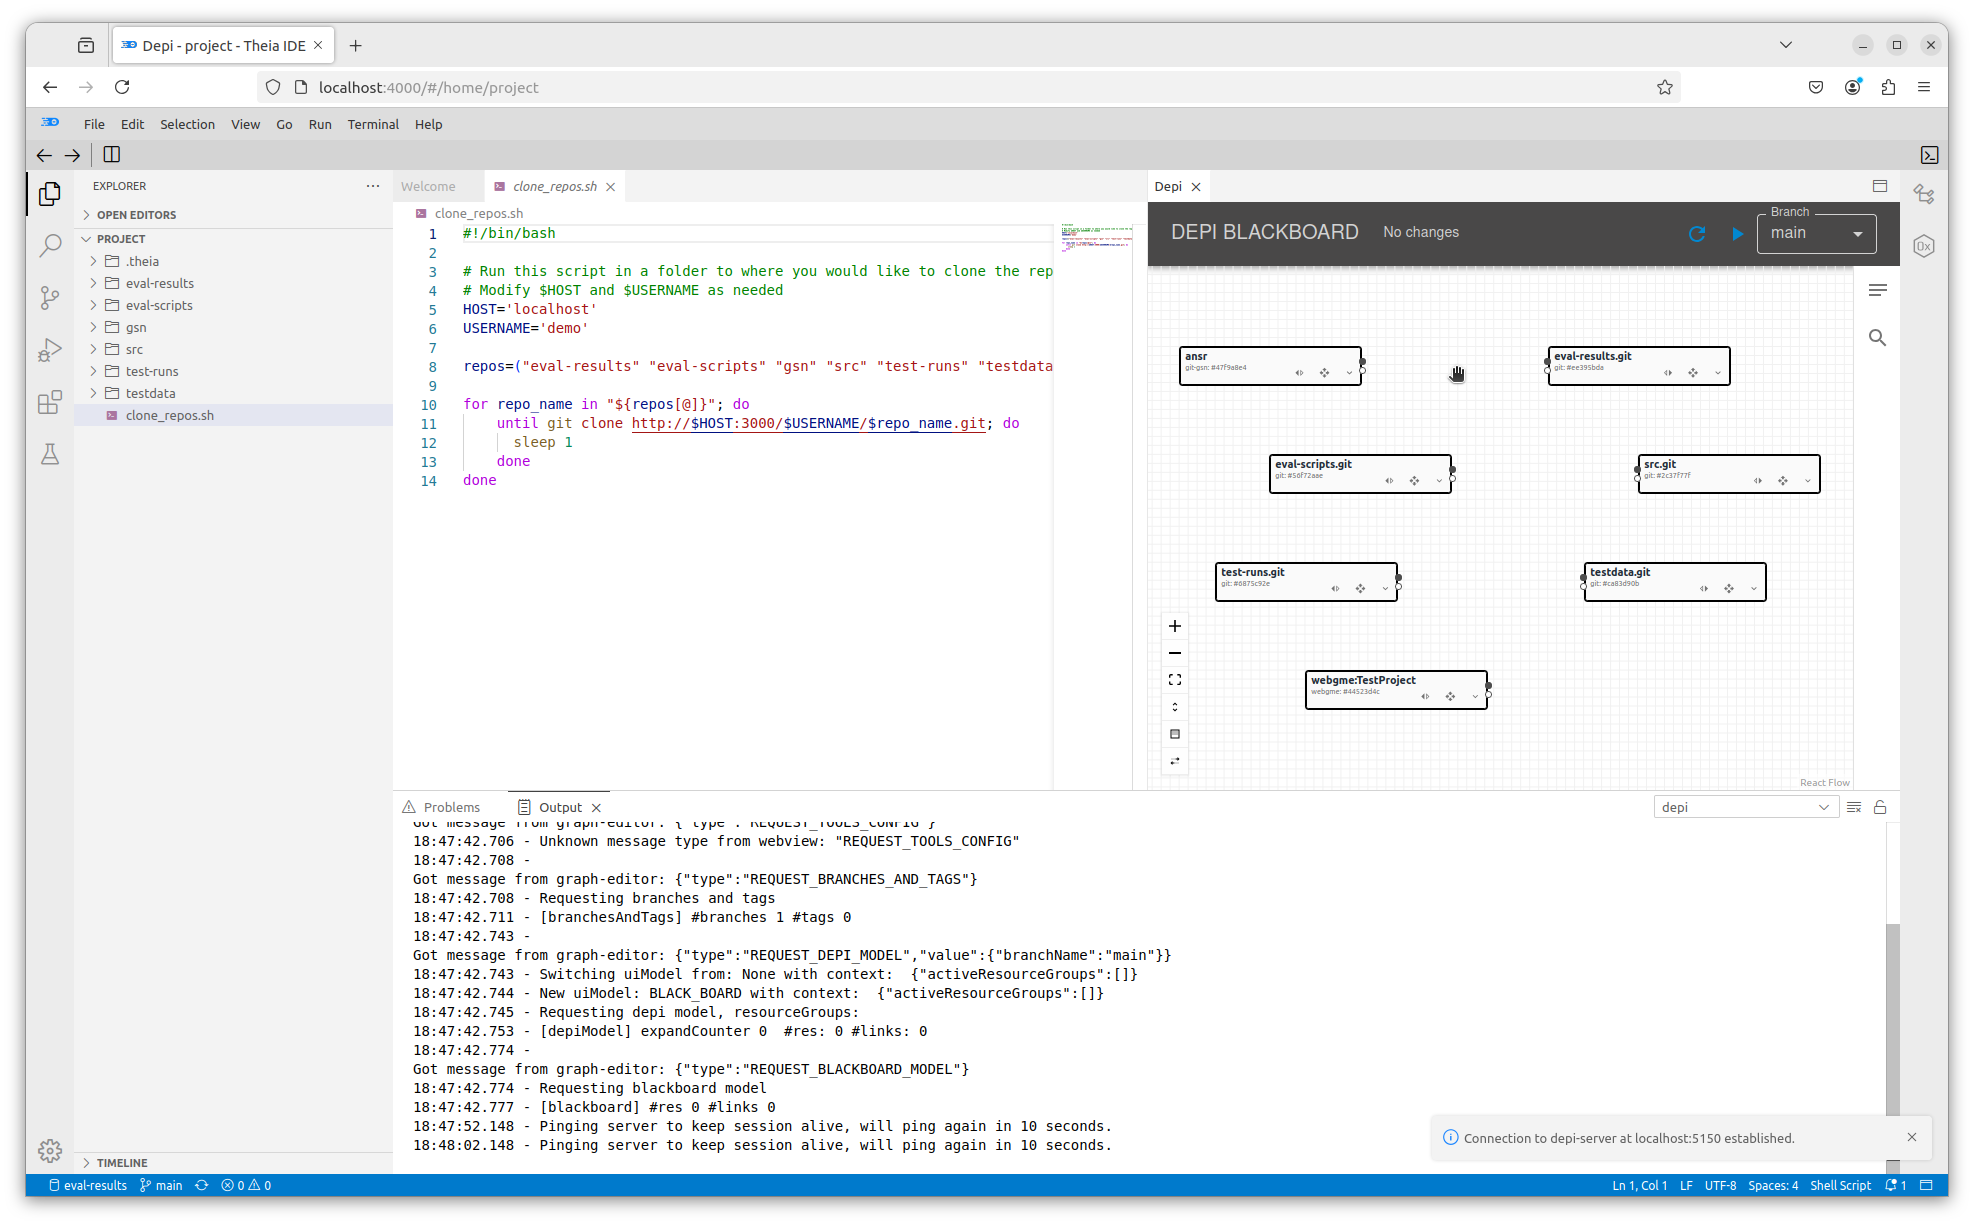 Depi - project - Theia IDE
localhost:4000/#/home/project
File Edit Selection View Go Run Terminal Help
EXPLORER
OPEN EDITORS
PROJECT
.theia
eval-results
eval-scripts
gsn
src
test-runs
testdata
clone_repos.sh
TIMELINE
Welcome
clone_repos.sh
clone_repos.sh
1 #!/bin/bash
2
3 # Run this script in a folder to where you would like to clone the rep
4 # Modify $HOST and $USERNAME as needed
5 HOST='localhost'
6 USERNAME='demo'
7
8 repos=("eval-results" "eval-scripts" "gsn" "src" "test-runs" "testdata
9
10 for repo_name in "${repos[@]}"; do
11 until git clone http://$HOST:3000/$USERNAME/$repo_name.git; do
12 sleep 1
13 done
14 done
Depi
DEPI BLACKBOARD
No changes
Branch
main
ansr
git-gsn: #47f9a8e4
eval-results.git
git: #ee395bda
eval-scripts.git
git: #56f72aae
src.git
git: #2c37f77f
test-runs.git
git: #6875c92e
testdata.git
git: #ca83d90b
webgme:TestProject
webgme: #44523d4c
React Flow
Problems
Output
depi
Got message from graph-editor: {"type":"REQUEST_TOOLS_CONFIG"}
18:47:42.706 - Unknown message type from webview: "REQUEST_TOOLS_CONFIG"
18:47:42.708 -
Got message from graph-editor: {"type":"REQUEST_BRANCHES_AND_TAGS"}
18:47:42.708 - Requesting branches and tags
18:47:42.711 - [branchesAndTags] #branches 1 #tags 0
18:47:42.743 -
Got message from graph-editor: {"type":"REQUEST_DEPI_MODEL","value":{"branchName":"main"}}
18:47:42.743 - Switching uiModel from: None with context:  {"activeResourceGroups":[]}
18:47:42.744 - New uiModel: BLACK_BOARD with context:  {"activeResourceGroups":[]}
18:47:42.745 - Requesting depi model, resourceGroups:
18:47:42.753 - [depiModel] expandCounter 0  #res: 0 #links: 0
18:47:42.774 -
Got message from graph-editor: {"type":"REQUEST_BLACKBOARD_MODEL"}
18:47:42.774 - Requesting blackboard model
18:47:42.777 - [blackboard] #res 0 #links 0
18:47:52.148 - Pinging server to keep session alive, will ping again in 10 seconds.
18:48:02.148 - Pinging server to keep session alive, will ping again in 10 seconds.
Connection to depi-server at localhost:5150 established.
eval-results main 0 0
Ln 1, Col 1 LF UTF-8 Spaces: 4 Shell Script 1